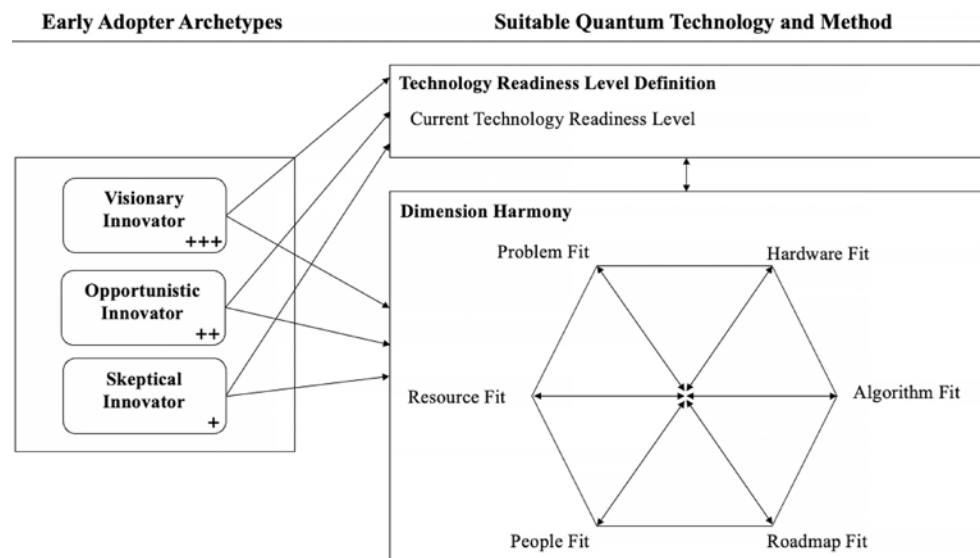 Early Adopter Archetypes
Suitable Quantum Technology and Method
Technology Readiness Level Definition
Current Technology Readiness Level
Visionary
Innovator
+++
Opportunistic
Innovator
++
Skeptical
Innovator
+
Dimension Harmony
Problem Fit
Hardware Fit
Resource Fit
Algorithm Fit
People Fit
Roadmap Fit